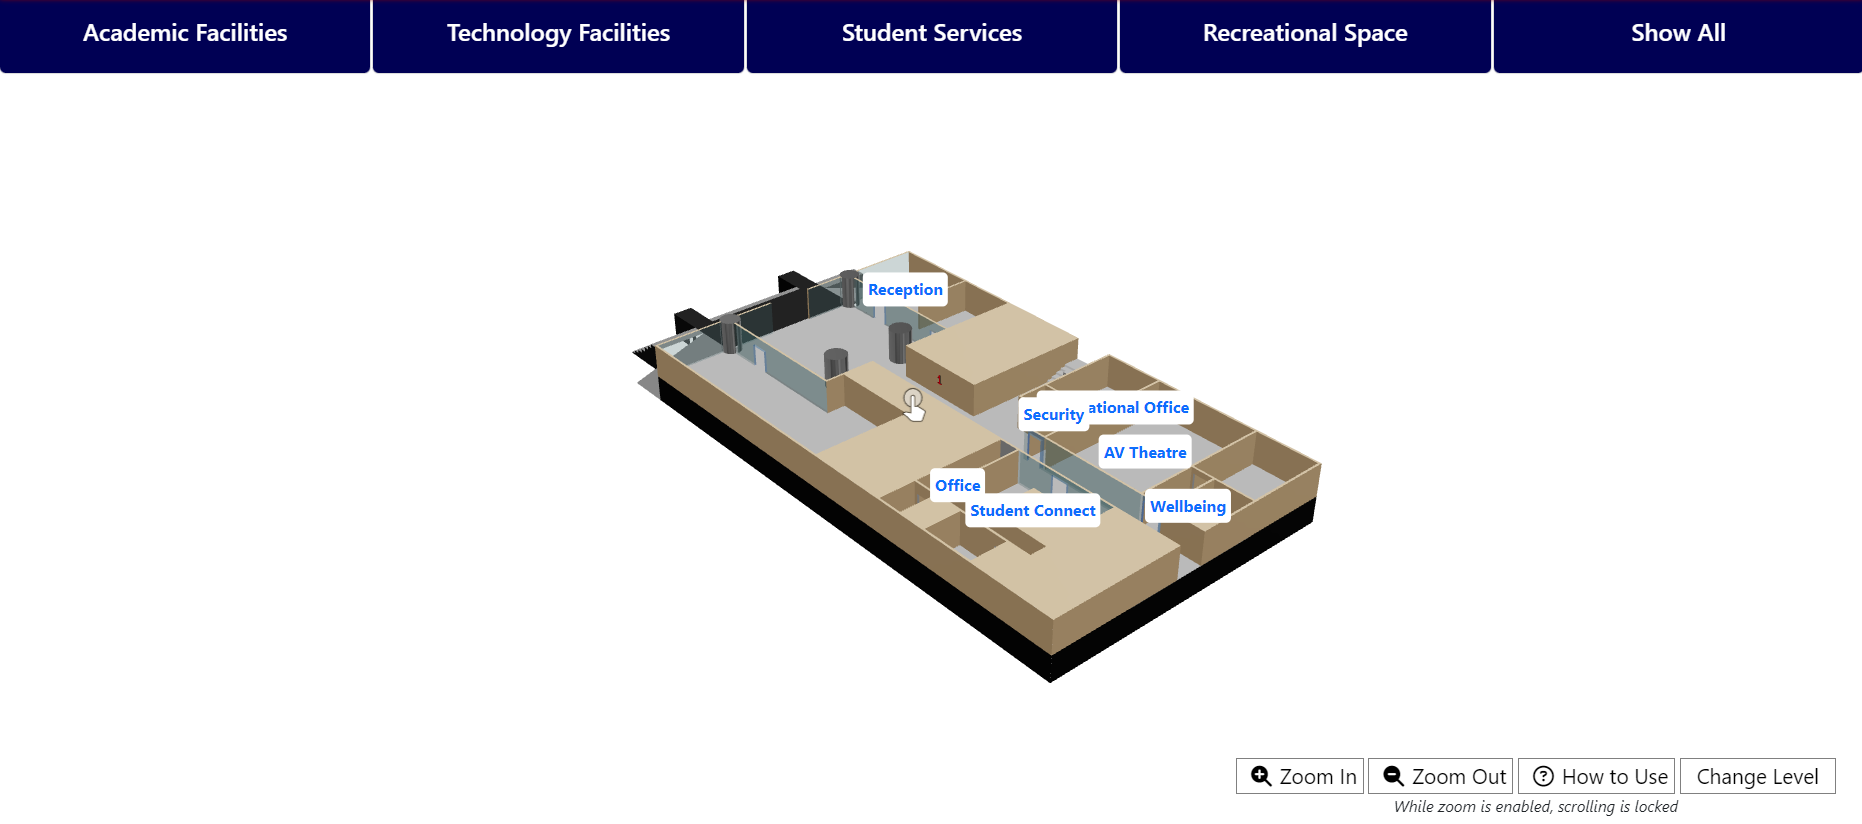 Academic Facilities
Technology Facilities
Student Services
Recreational Space
Show All
Reception
1
Security
ational Office
AV Theatre
Office
Student Connect
Wellbeing
Zoom In
Zoom Out
How to Use
Change Level
While zoom is enabled, scrolling is locked